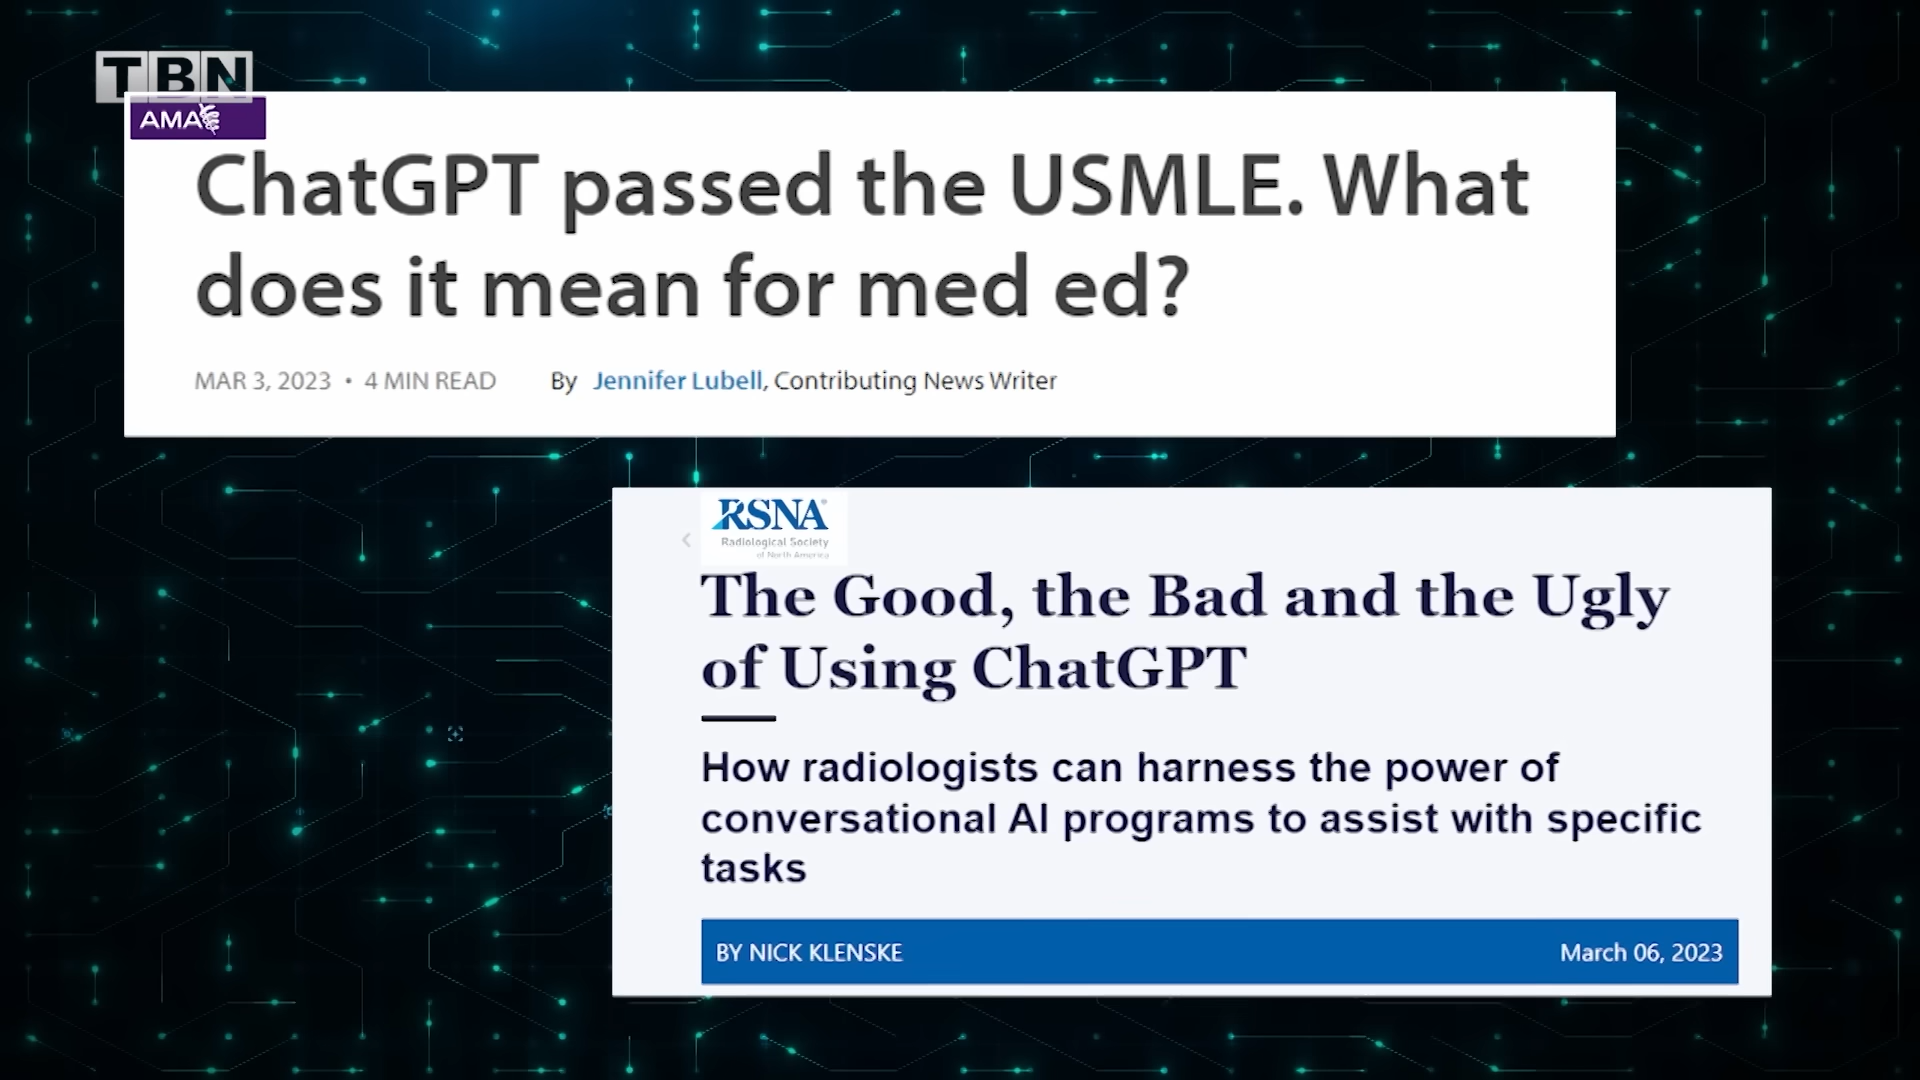 TBN
AMA
ChatGPT passed the USMLE. What
does it mean for med ed?
MAR 3, 2023 • 4 MIN READ By Jennifer Lubell, Contributing News Writer
RSNA®
Radiological Society
of North America
The Good, the Bad and the Ugly
of Using ChatGPT
How radiologists can harness the power of
conversational AI programs to assist with specific
tasks
BY NICK KLENSKE March 06, 2023